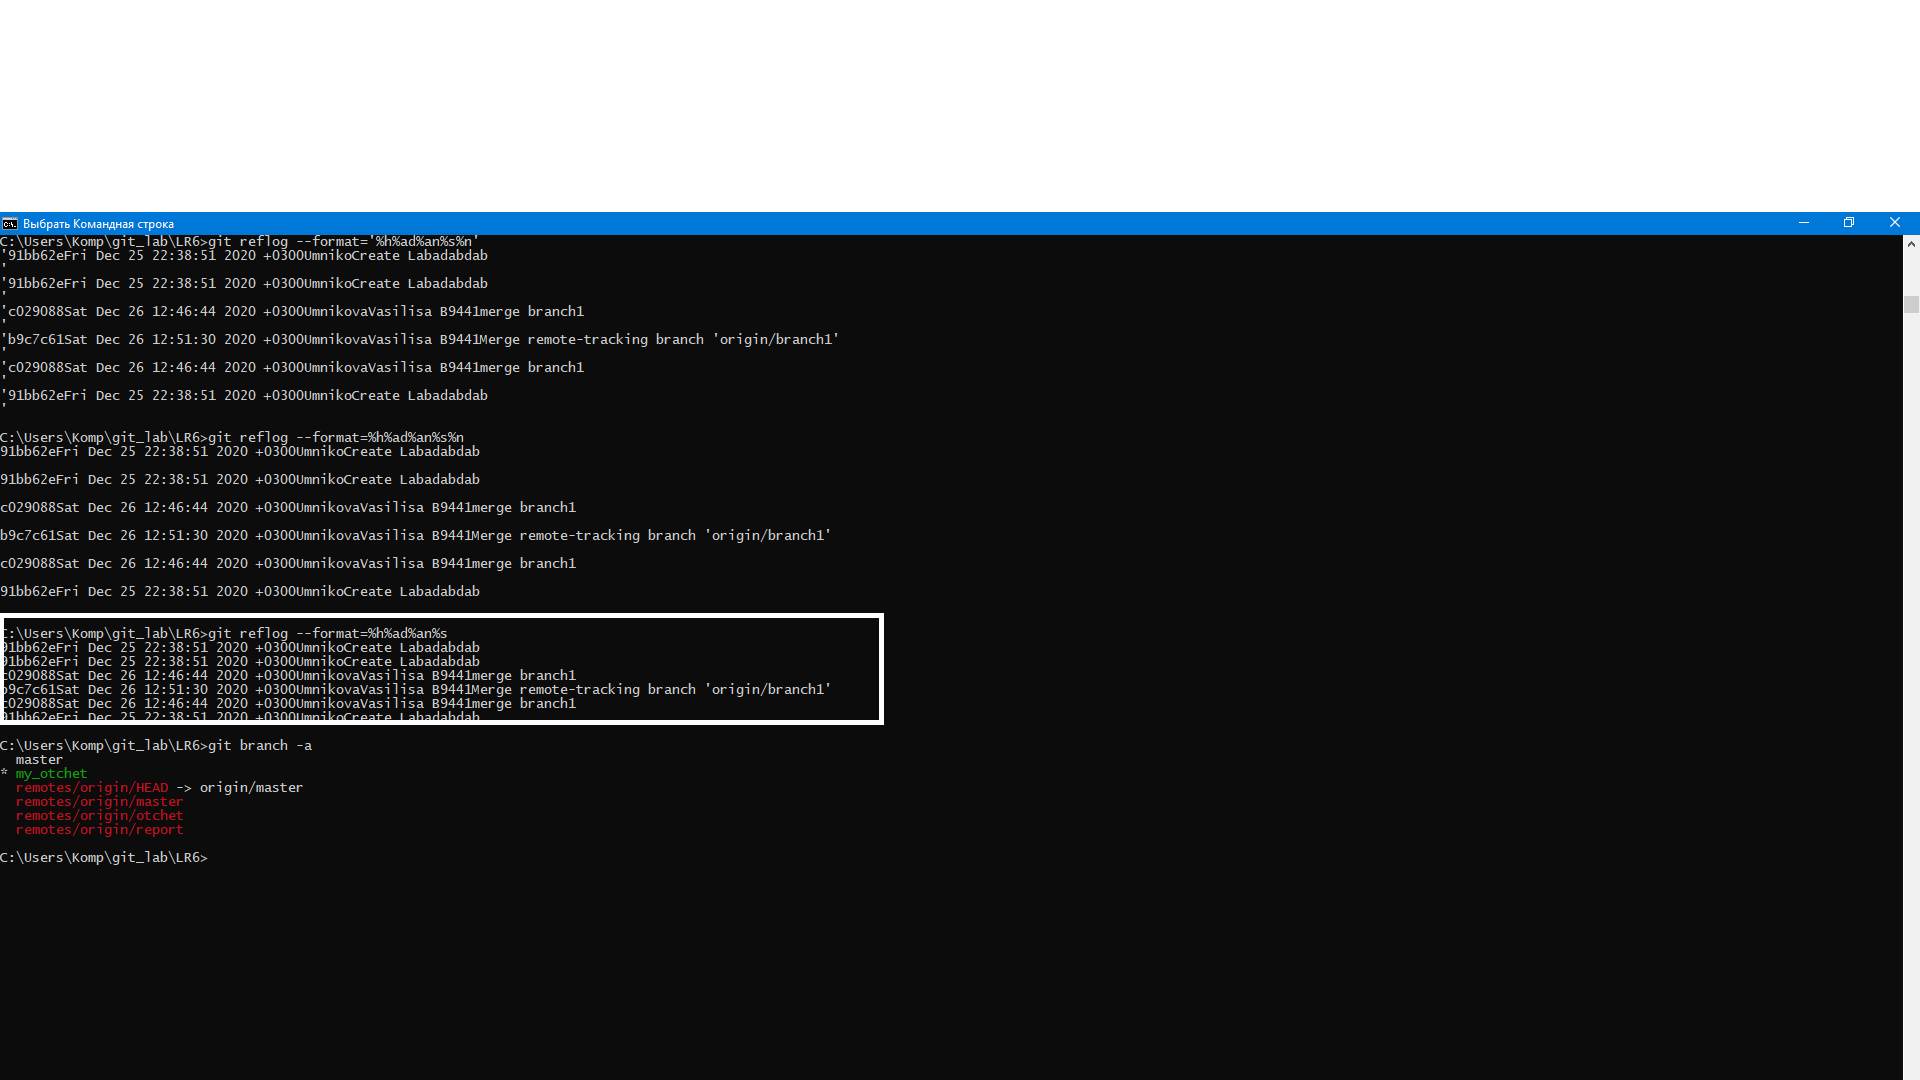 Выбрать Командная строка
C:\Users\Komp\git_lab\LR6>git reflog --format='%h%ad%an%s%n'
'91bb62eFri Dec 25 22:38:51 2020 +0300UmnikoCreate Labadabdab
'
'91bb62eFri Dec 25 22:38:51 2020 +0300UmnikoCreate Labadabdab
'
'c029088Sat Dec 26 12:46:44 2020 +0300UmnikovaVasilisa B9441merge branch1
'
'b9c7c61Sat Dec 26 12:51:30 2020 +0300UmnikovaVasilisa B9441Merge remote-tracking branch 'origin/branch1'
'
'c029088Sat Dec 26 12:46:44 2020 +0300UmnikovaVasilisa B9441merge branch1
'
'91bb62eFri Dec 25 22:38:51 2020 +0300UmnikoCreate Labadabdab
'
C:\Users\Komp\git_lab\LR6>git reflog --format=%h%ad%an%s%n
91bb62eFri Dec 25 22:38:51 2020 +0300UmnikoCreate Labadabdab
91bb62eFri Dec 25 22:38:51 2020 +0300UmnikoCreate Labadabdab
c029088Sat Dec 26 12:46:44 2020 +0300UmnikovaVasilisa B9441merge branch1
b9c7c61Sat Dec 26 12:51:30 2020 +0300UmnikovaVasilisa B9441Merge remote-tracking branch 'origin/branch1'
c029088Sat Dec 26 12:46:44 2020 +0300UmnikovaVasilisa B9441merge branch1
91bb62eFri Dec 25 22:38:51 2020 +0300UmnikoCreate Labadabdab
C:\Users\Komp\git_lab\LR6>git reflog --format=%h%ad%an%s
91bb62eFri Dec 25 22:38:51 2020 +0300UmnikoCreate Labadabdab
91bb62eFri Dec 25 22:38:51 2020 +0300UmnikoCreate Labadabdab
c029088Sat Dec 26 12:46:44 2020 +0300UmnikovaVasilisa B9441merge branch1
b9c7c61Sat Dec 26 12:51:30 2020 +0300UmnikovaVasilisa B9441Merge remote-tracking branch 'origin/branch1'
c029088Sat Dec 26 12:46:44 2020 +0300UmnikovaVasilisa B9441merge branch1
91bb62eFri Dec 25 22:38:51 2020 +0300UmnikoCreate Labadabdab
C:\Users\Komp\git_lab\LR6>git branch -a
master
* my_otchet
remotes/origin/HEAD -> origin/master
remotes/origin/master
remotes/origin/otchet
remotes/origin/report
C:\Users\Komp\git_lab\LR6>